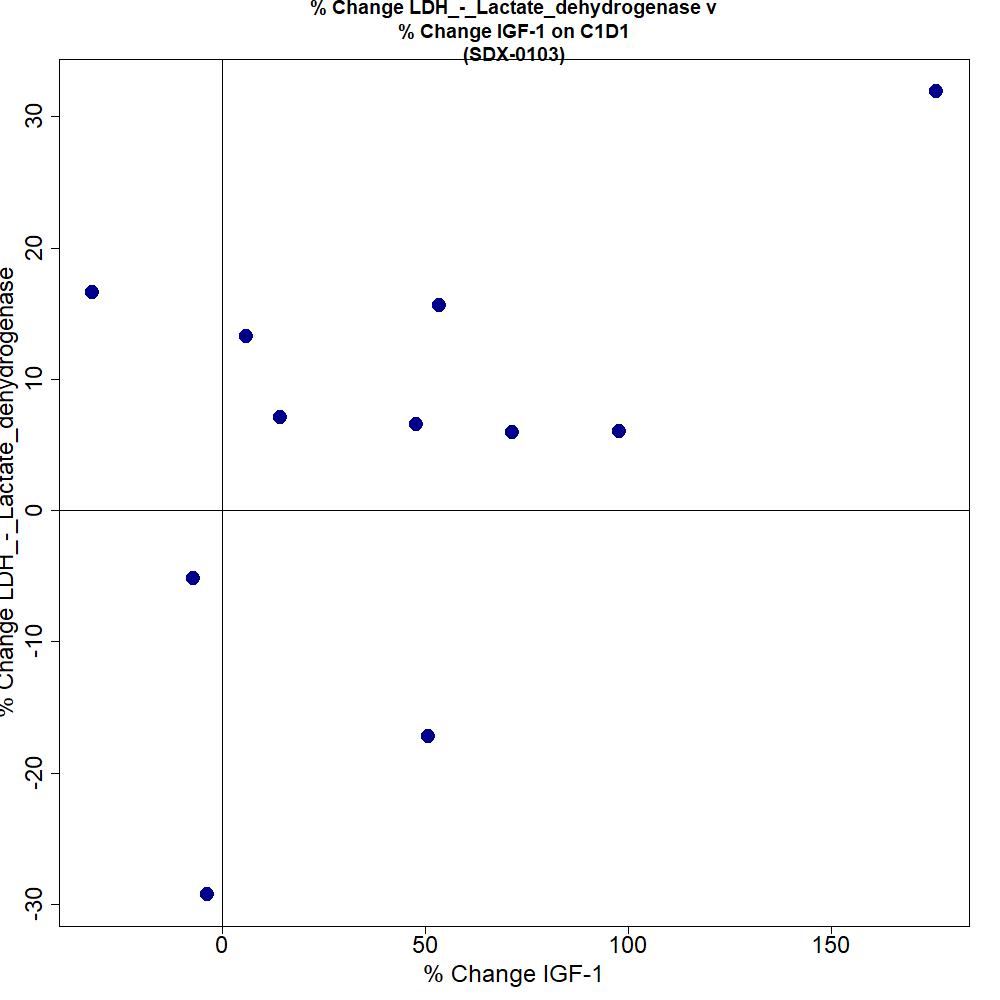 % Change LDH_-_Lactate_dehydrogenase v
% Change IGF-1 on C1D1
(SDX-0103)
% Change LDH_-_Lactate_dehydrogenase
30
20
10
0
-10
-20
-30
0 50 100 150
% Change IGF-1